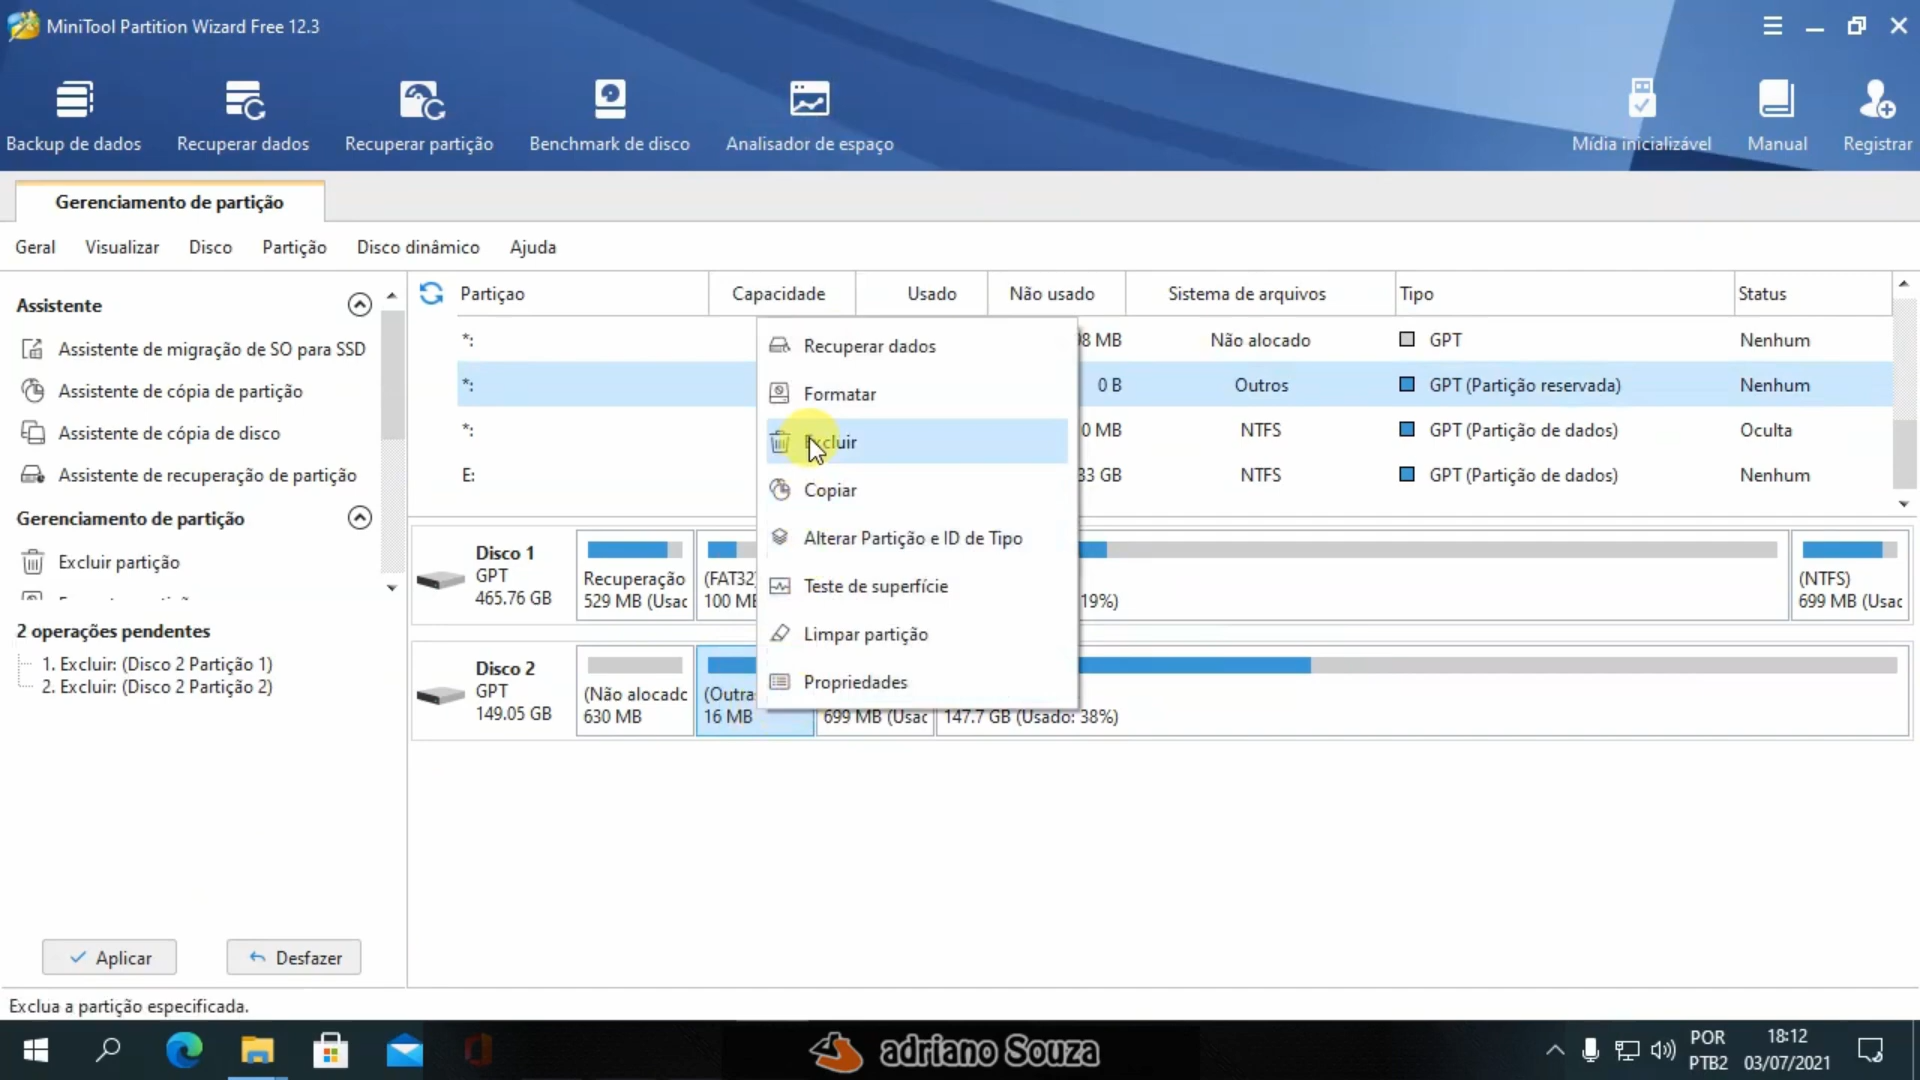 MiniTool Partition Wizard Free 12.3
Backup de dados
Recuperar dados
Recuperar partição
Benchmark de disco
Analisador de espaço
Mídia inicializável
Manual
Registrar
Gerenciamento de partição
Geral
Visualizar
Disco
Partição
Disco dinâmico
Ajuda
Assistente
Assistente de migração de SO para SSD
Assistente de cópia de partição
Assistente de cópia de disco
Assistente de recuperação de partição
Gerenciamento de partição
Excluir partição
2 operações pendentes
1. Excluir: (Disco 2 Partição 1)
2. Excluir: (Disco 2 Partição 2)
Aplicar
Desfazer
Partiçao Capacidade Usado Não usado Sistema de arquivos Tipo Status
*: 98 MB Não alocado GPT Nenhum
*: 0 B Outros GPT (Partição reservada) Nenhum
*: 0 MB NTFS GPT (Partição de dados) Oculta
E: 33 GB NTFS GPT (Partição de dados) Nenhum
Recuperar dados
Formatar
Excluir
Copiar
Alterar Partição e ID de Tipo
Teste de superfície
Limpar partição
Propriedades
Disco 1
GPT
465.76 GB
Recuperação
529 MB (Usac
(FAT32
100 ME
19%)
(NTFS)
699 MB (Usac
Disco 2
GPT
149.05 GB
(Não alocadc
630 MB
(Outra
16 MB
699 MB (Usac
147.7 GB (Usado: 38%)
Exclua a partição especificada.
adriano Souza
POR
PTB2
18:12
03/07/2021